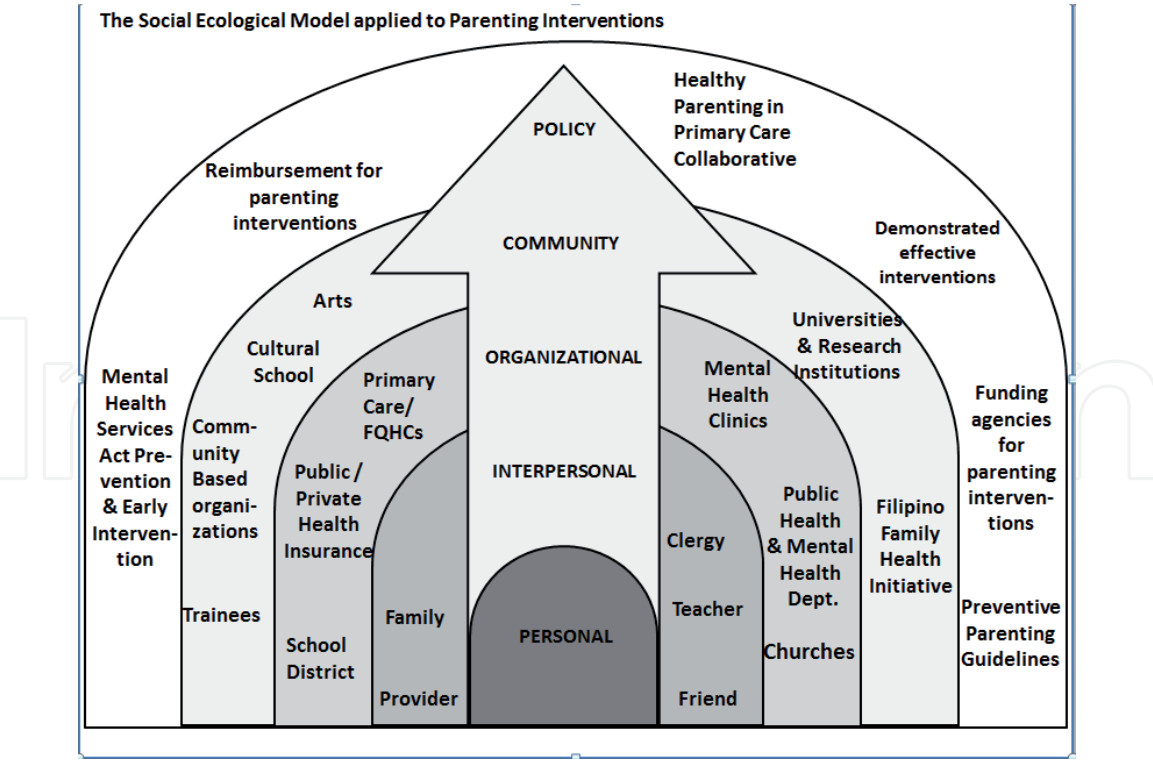 The Social Ecological Model applied to Parenting Interventions
Healthy
Parenting in
Primary Care
Collaborative
POLICY
Reimbursement for
parenting
interventions
COMMUNITY
Demonstrated
effective
interventions
Arts
Universities
& Research
Institutions
Cultural
School
ORGANIZATIONAL
Mental
Health
Clinics
Primary
Care/
FQHCs
Mental
Health
Services
Act Pre-
vention
& Early
Interven-
tion
Funding
agencies
for
parenting
interven-
tions
Comm-
unity
Based
organi-
zations
Public /
Private
Health
Insurance
INTERPERSONAL
Public
Health
& Mental
Health
Dept.
Filipino
Family
Health
Initiative
Clergy
Trainees
Family
Teacher
Preventive
Parenting
Guidelines
PERSONAL
School
District
Churches
Provider
Friend